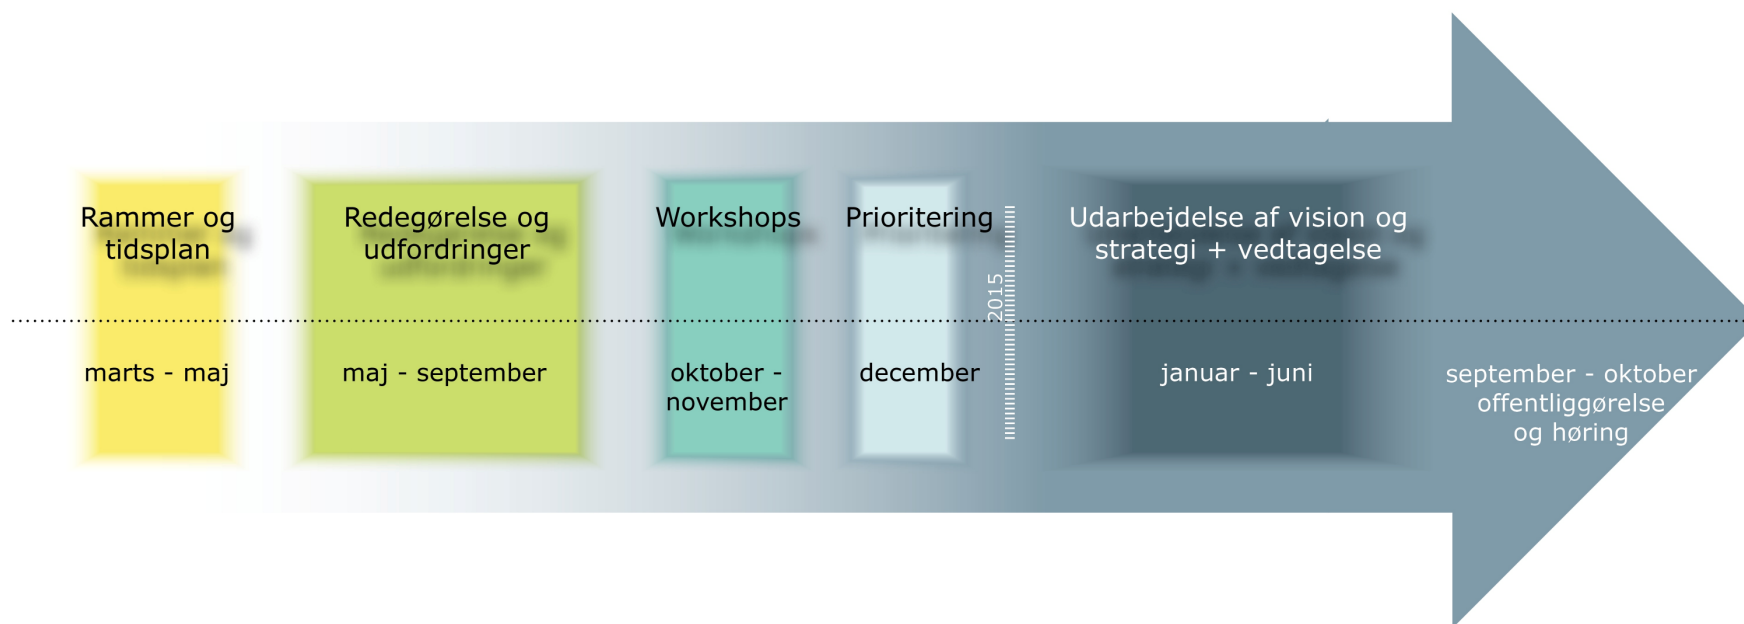 Rammer og
tidsplan
marts - maj
Redegørelse og
udfordringer
maj - september
Workshops
oktober -
november
Prioritering
december
2015
Udarbejdelse af vision og
strategi + vedtagelse
januar - juni
september - oktober
offentliggørelse
og høring